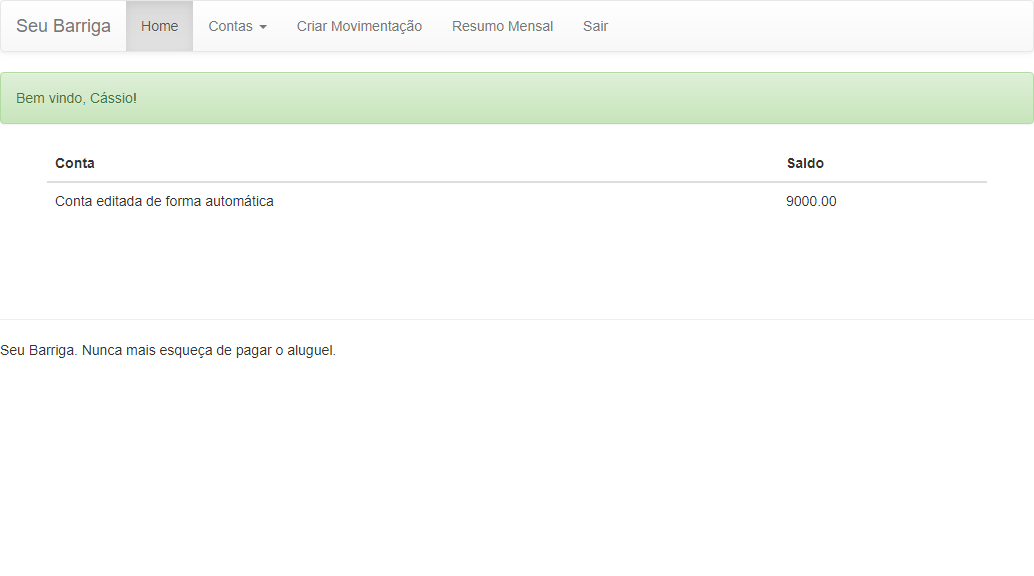 Seu Barriga Home Contas Criar Movimentação Resumo Mensal Sair
Bem vindo, Cássio!
Conta Saldo
Conta editada de forma automática 9000.00
Seu Barriga. Nunca mais esqueça de pagar o aluguel.